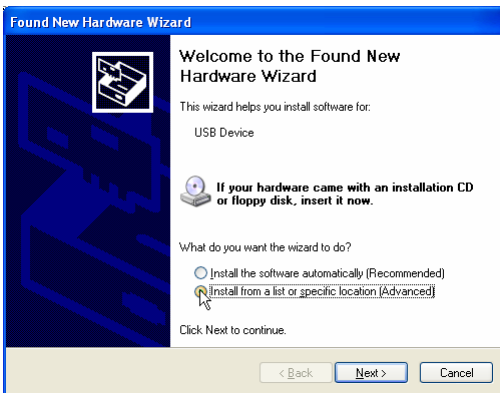 Found New Hardware Wizard
Welcome to the Found New
Hardware Wizard
This wizard helps you install software for:
USB Device
If your hardware came with an installation CD
or floppy disk, insert it now.
What do you want the wizard to do?
Install the software automatically (Recommended)
Install from a list or specific location (Advanced)
Click Next to continue.
< Back Next > Cancel